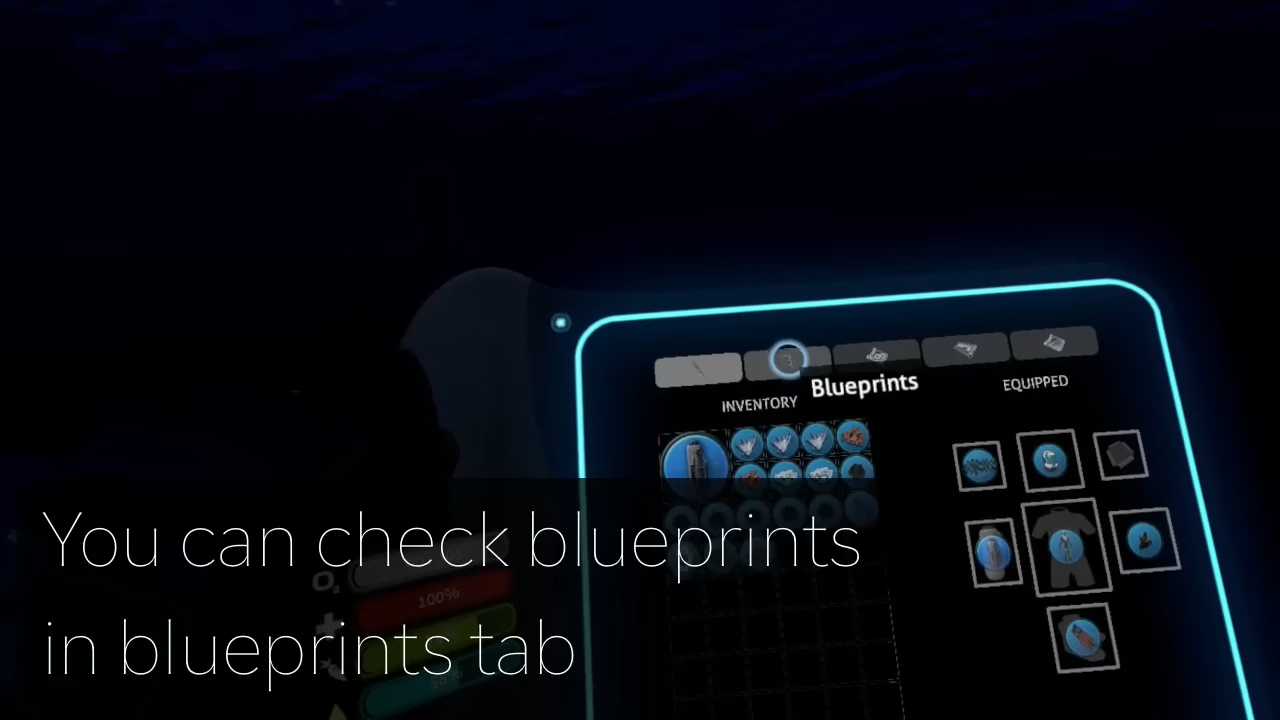 Blueprints
INVENTORY
EQUIPPED
You can check blueprints
in blueprints tab
100%